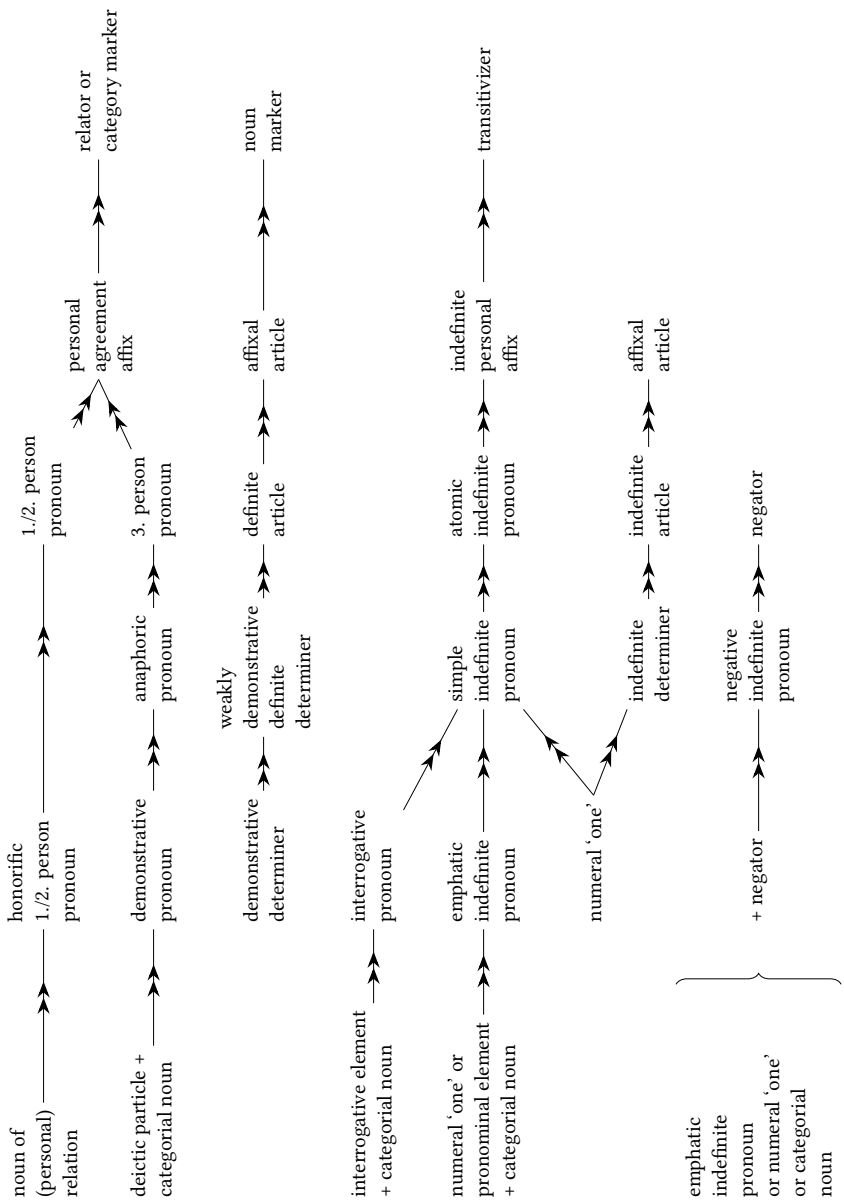 noun of
(personal)
relation
honorific
1./2. person
pronoun
1./2. person
pronoun
personal
agreement
affix
relator or
category marker
deictic particle +
categorial noun
demonstrative
pronoun
anaphoric
pronoun
3. person
pronoun
demonstrative
determiner
weakly
demonstrative
definite
determiner
definite
article
affixal
article
noun
marker
interrogative element
+ categorial noun
interrogative
pronoun
numeral ‘one’ or
pronominal element
+ categorial noun
emphatic
indefinite
pronoun
simple
indefinite
pronoun
atomic
indefinite
pronoun
indefinite
personal
affix
transitivizer
numeral ‘one’
indefinite
determiner
indefinite
article
affixal
article
emphatic
indefinite
pronoun
or numeral ‘one’
or categorial
noun
+ negator
negative
indefinite
pronoun
negator